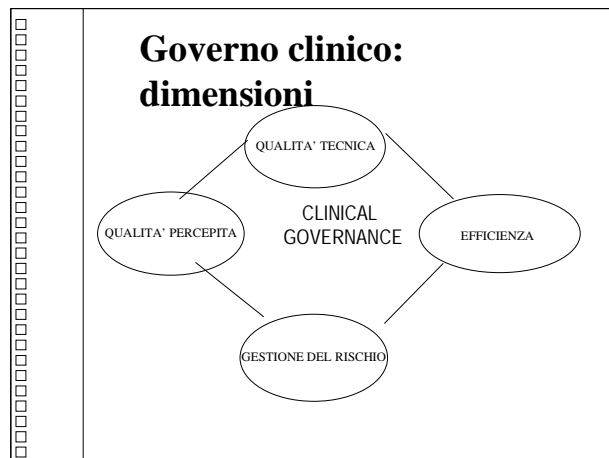 Governo clinico:
dimensioni
QUALITA' TECNICA
CLINICAL
GOVERNANCE
QUALITA' PERCEPITA
EFFICIENZA
GESTIONE DEL RISCHIO